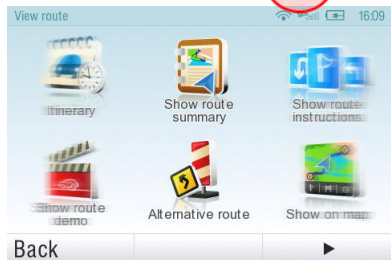 View route
16:09
Itinerary
Show route
summary
Show route
instructions
Show route
demo
Alternative route
Show on map
Back